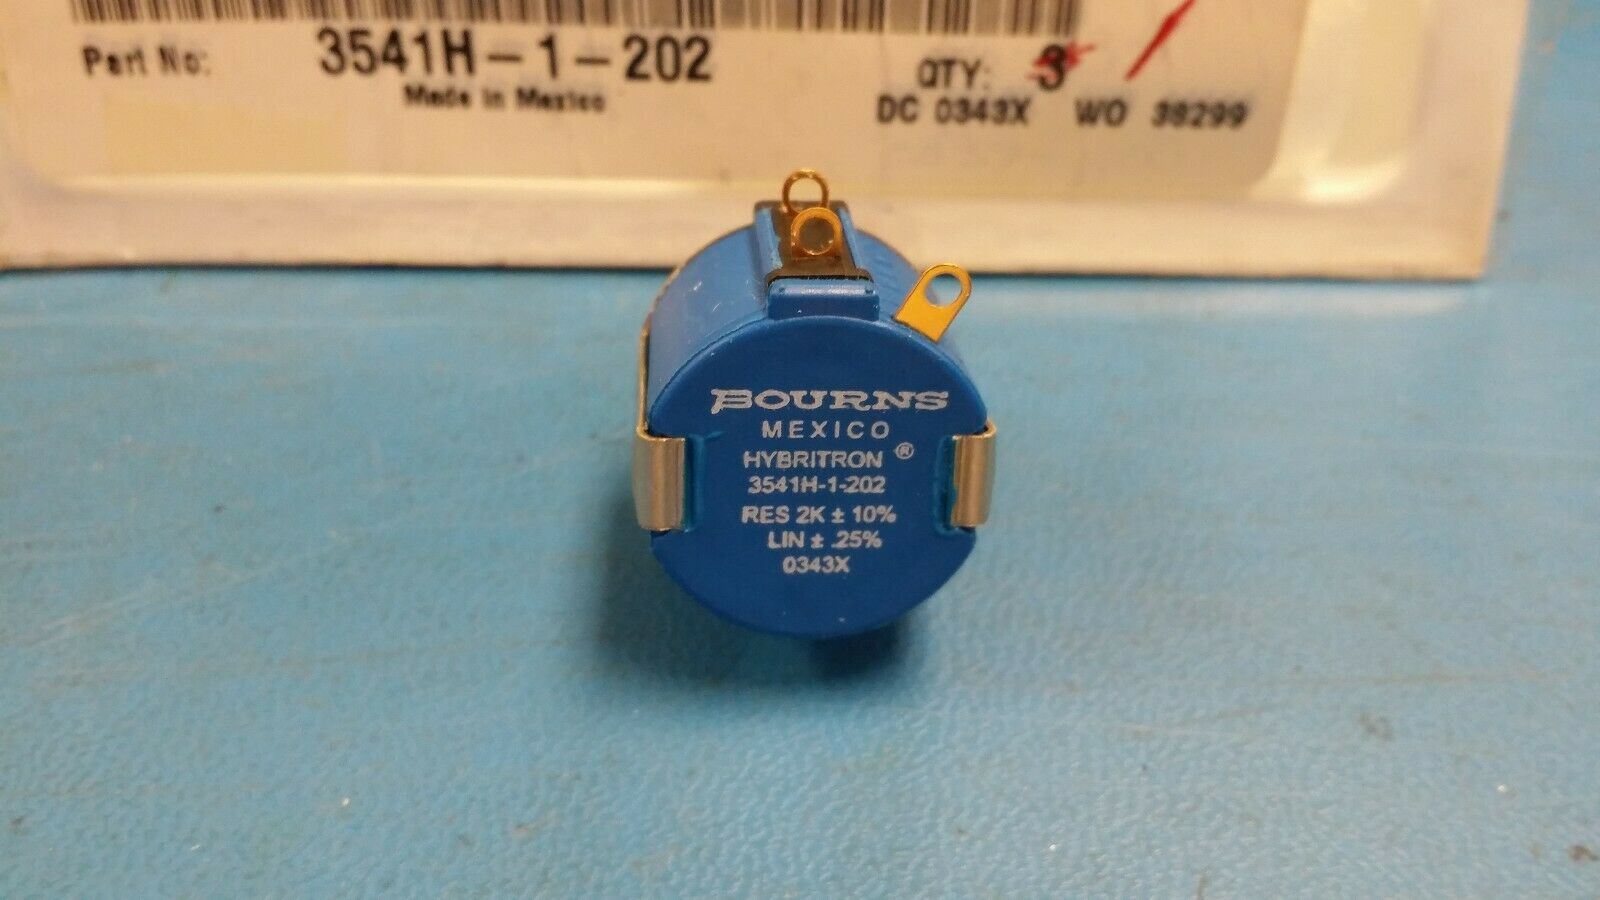 Part No: 3541H-1-202 QTY: 3
Made in Mexico DC 0343X WO 38299
BOURNS
MEXICO
HYBRITRON ®
3541H-1-202
RES 2K ± 10%
LIN ± .25%
0343X